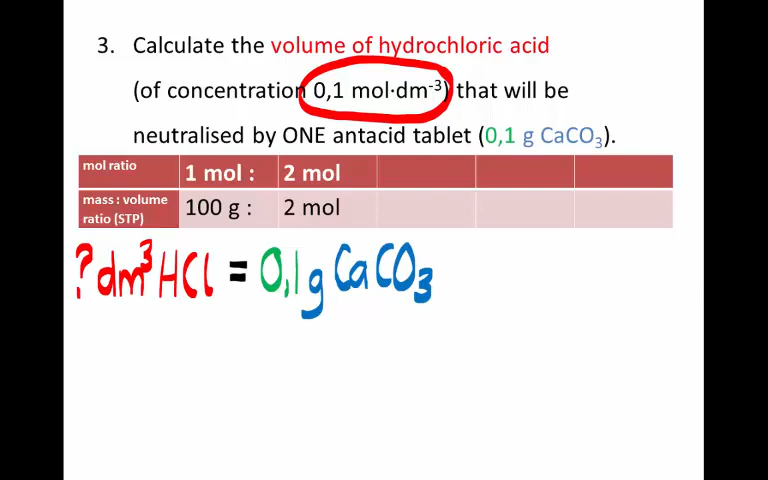 3. Calculate the volume of hydrochloric acid
(of concentration 0,1 mol·dm⁻³) that will be
neutralised by ONE antacid tablet (0,1 g CaCO₃).
mol ratio 1 mol : 2 mol
mass : volume ratio (STP) 100 g : 2 mol
? dm³ HCl = 0,1 g CaCO₃